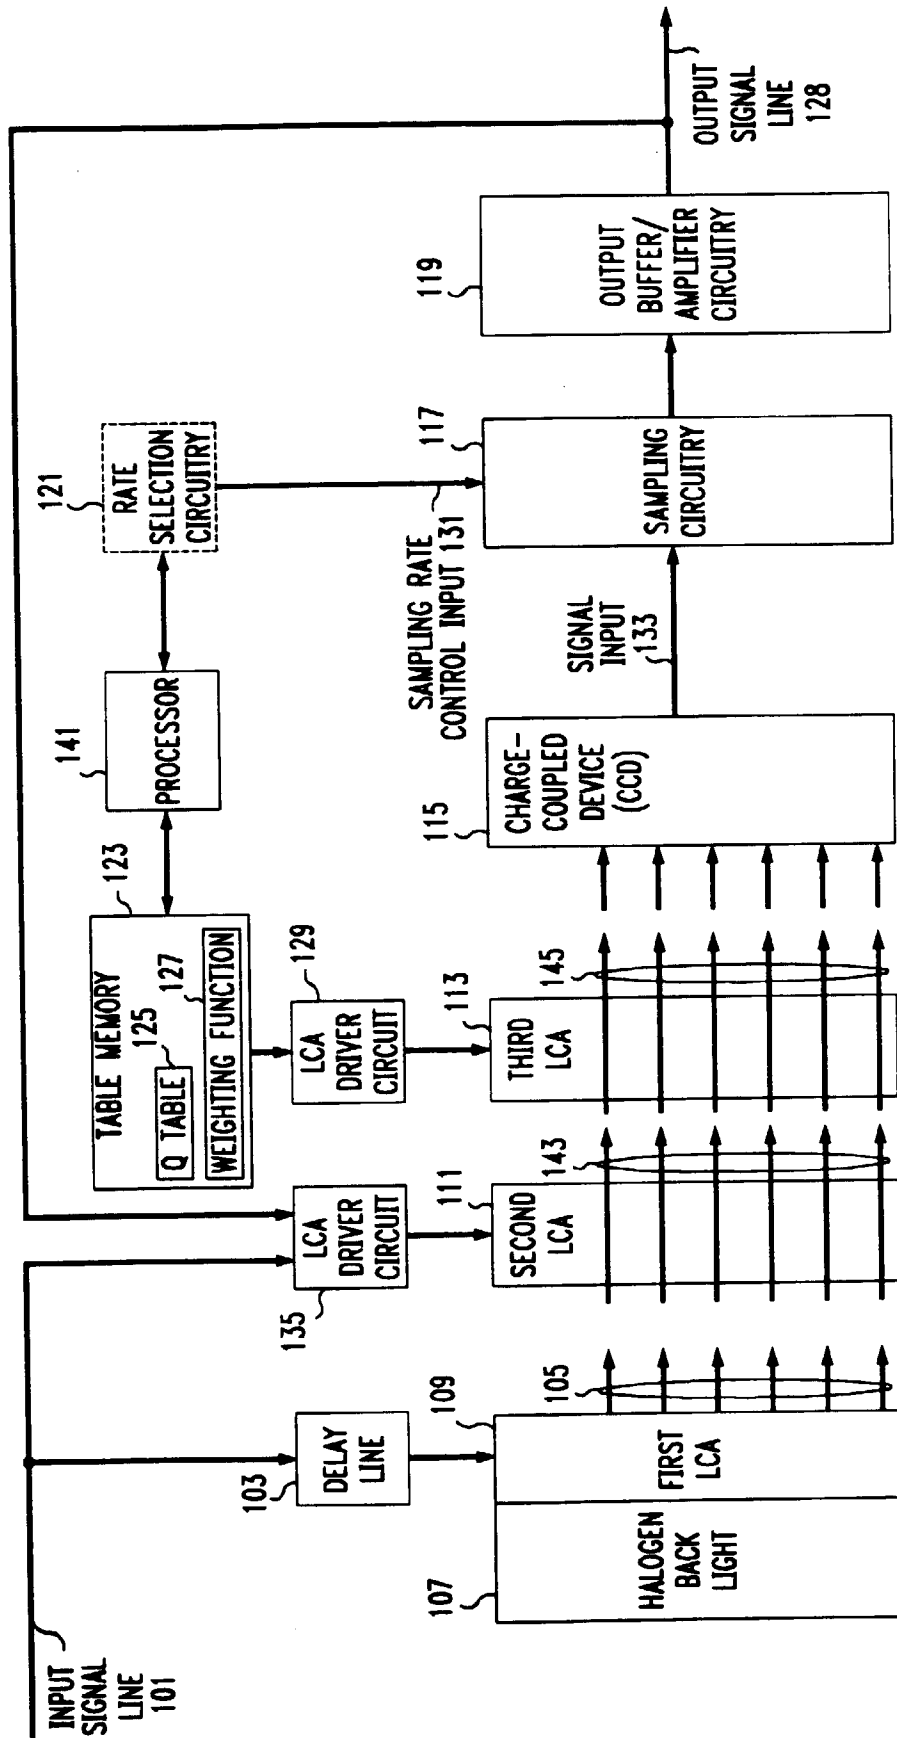 INPUT
SIGNAL
LINE
101
103
DELAY
LINE
107
HALOGEN
BACK
LIGHT
109
FIRST
LCA
105
135
LCA
DRIVER
CIRCUIT
111
SECOND
LCA
143
TABLE MEMORY
123
125
Q TABLE
127
WEIGHTING FUNCTION
129
LCA
DRIVER
CIRCUIT
113
THIRD
LCA
145
141
PROCESSOR
121
RATE
SELECTION
CIRCUITRY
SAMPLING RATE
CONTROL INPUT 131
115
CHARGE-
COUPLED
DEVICE
(CCD)
SIGNAL
INPUT
133
117
SAMPLING
CIRCUITRY
119
OUTPUT
BUFFER/
AMPLIFIER
CIRCUITRY
OUTPUT
SIGNAL
LINE
128